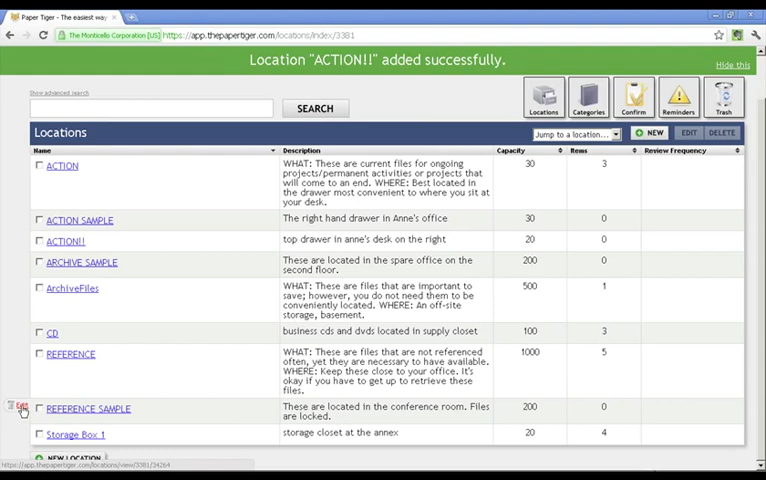 Paper Tiger - The easiest way
The Monticello Corporation [US] https://app.thepapertiger.com/locations/index/3381
Location "ACTION!!" added successfully.
Hide this
Show advanced search
SEARCH
Locations Categories Confirm Reminders Trash
Locations
Jump to a location...
NEW
EDIT
DELETE
Name Description Capacity Items Review Frequency
ACTION
WHAT: These are current files for ongoing
projects/permanent activities or projects
that will come to an end. WHERE: Best located in
the drawer most convenient to where you sit at
your desk.
30 3
ACTION SAMPLE The right hand drawer in Anne's office 30 0
ACTION!! top drawer in anne's desk on the right 20 0
ARCHIVE SAMPLE
These are located in the spare office on the
second floor.
200 0
ArchiveFiles
WHAT: These are files that are important to
save; however, you do not need them to be
conveniently located. WHERE: An off-site
storage, basement.
500 1
CD business cds and dvds located in supply closet 100 3
REFERENCE
WHAT: These are files that are not referenced
often, yet they are necessary to have available.
WHERE: Keep these close to your office. It's
okay if you have to get up to retrieve these
files.
1000 5
Edit
REFERENCE SAMPLE
These are located in the conference room. Files
are locked.
200 0
Storage Box 1 storage closet at the annex 20 4
NEW LOCATION
https://app.thepapertiger.com/locations/view/3381/34264